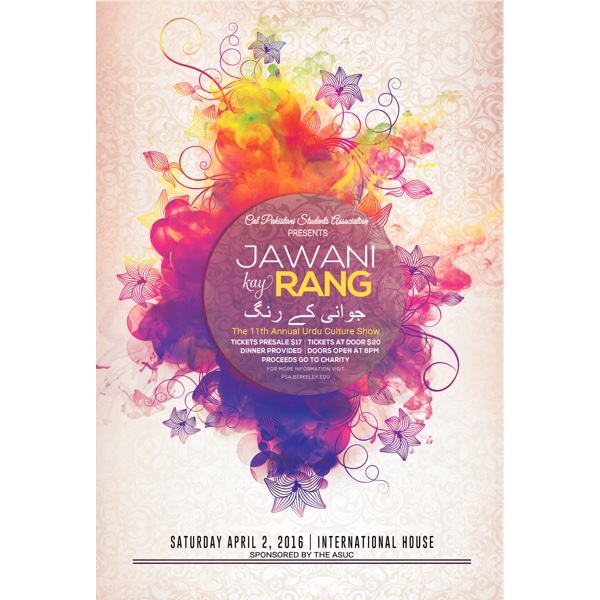 Cal Pakistani Students Association
PRESENTS
JAWANI
kay RANG
جوانی کے رنگ
The 11th Annual Urdu Culture Show
TICKETS PRESALE $17 | TICKETS AT DOOR $20
DINNER PROVIDED | DOORS OPEN AT 6PM
PROCEEDS GO TO CHARITY
FOR MORE INFORMATION VISIT
PSA.BERKELEY.EDU
SATURDAY APRIL 2, 2016 | INTERNATIONAL HOUSE
SPONSORED BY THE ASUC